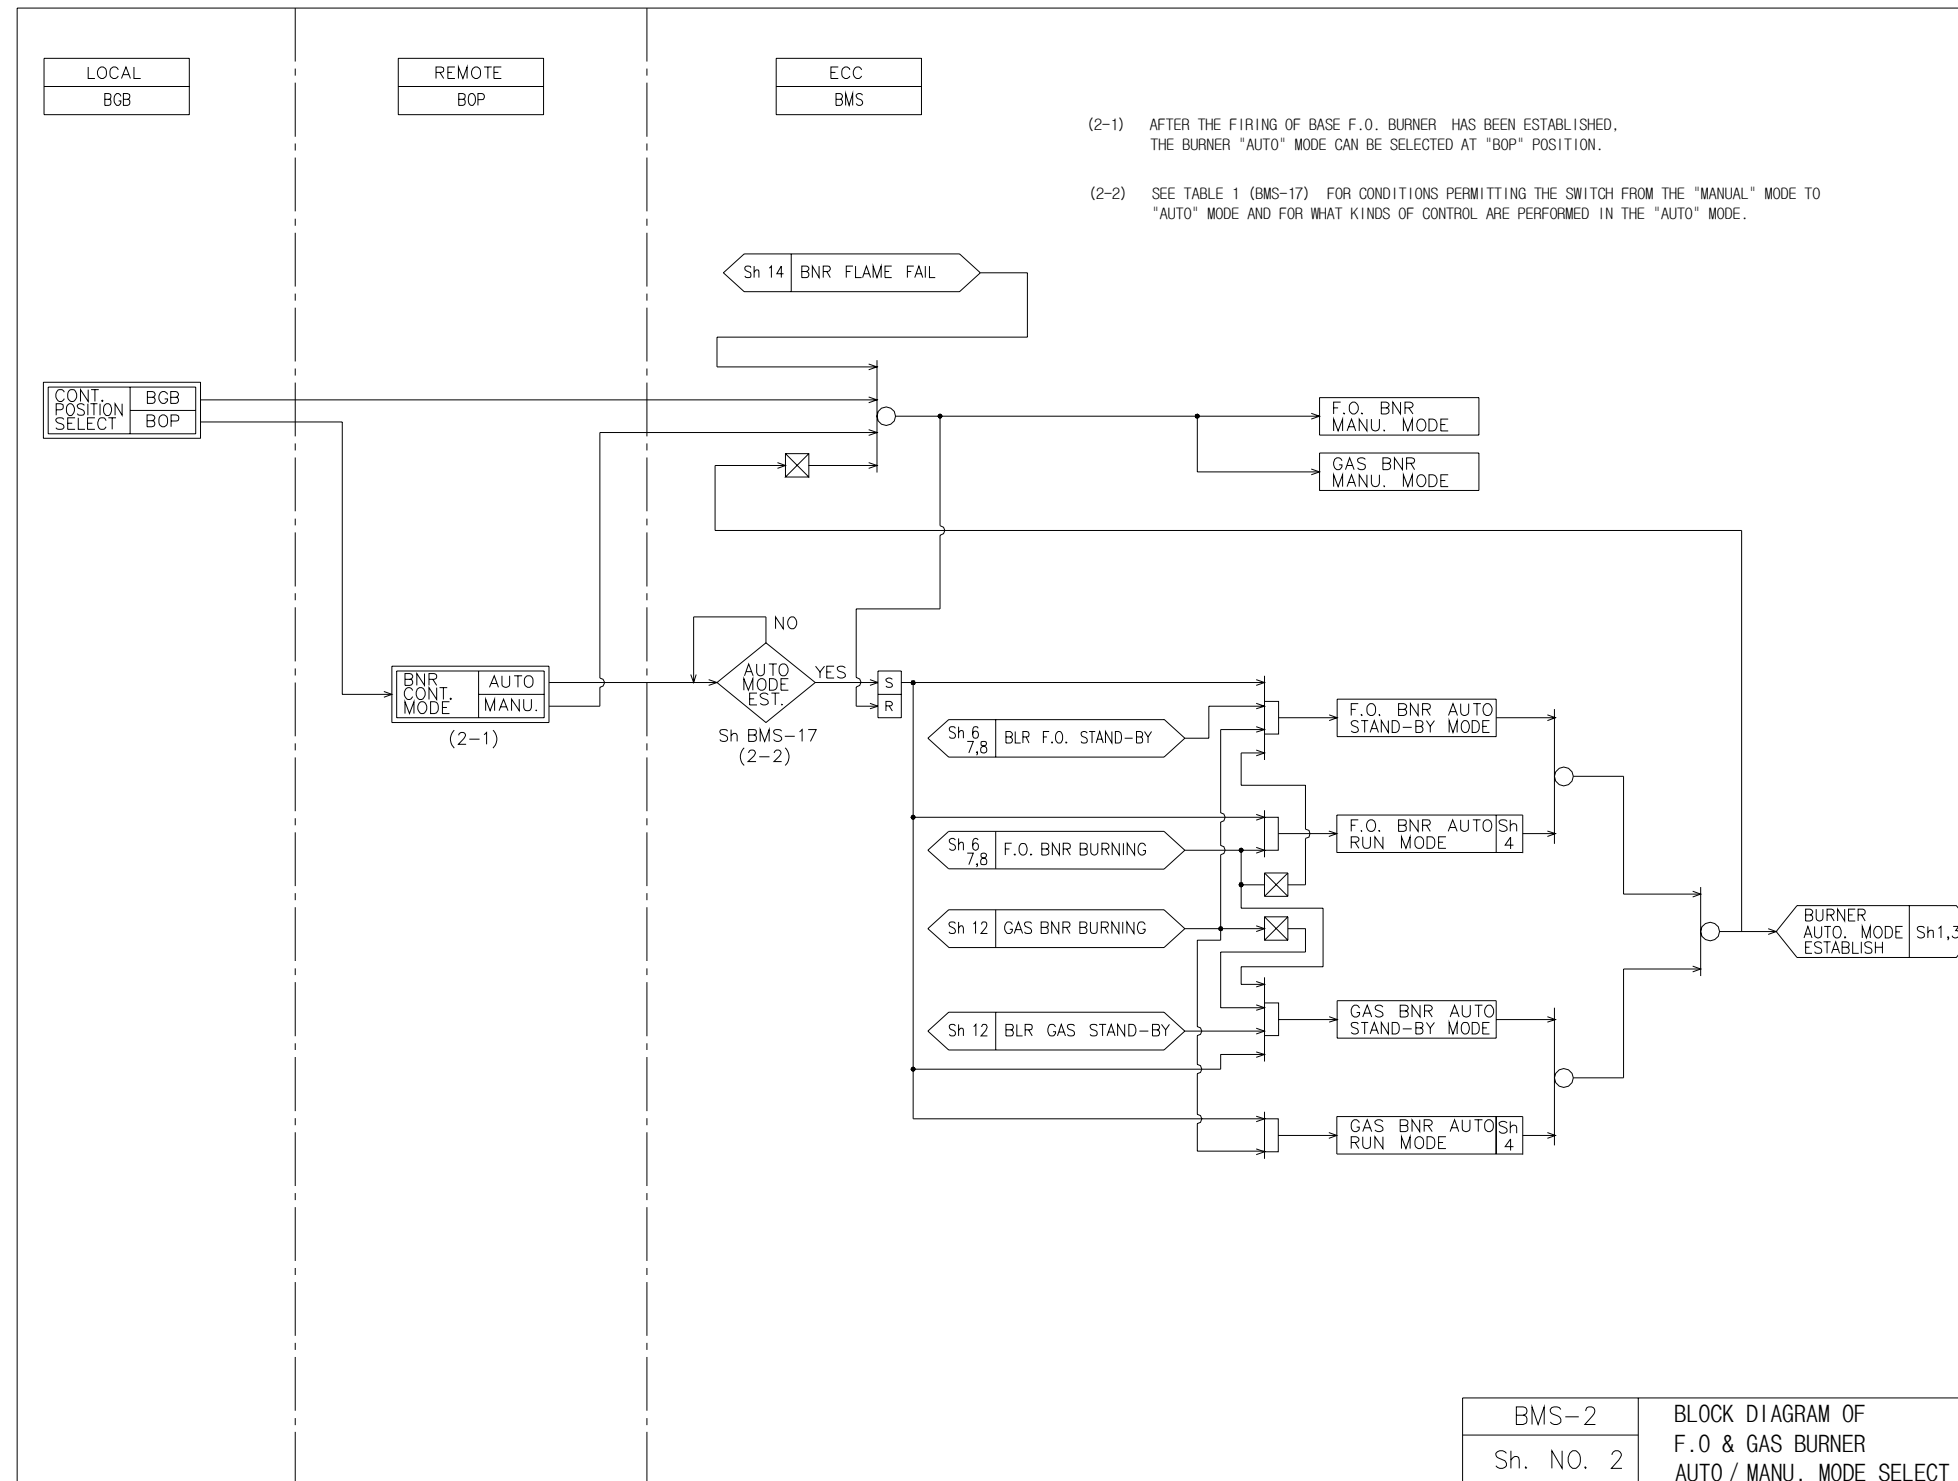 LOCAL
BGB
REMOTE
BOP
ECC
BMS
(2-1) AFTER THE FIRING OF BASE F.O. BURNER HAS BEEN ESTABLISHED,
THE BURNER "AUTO" MODE CAN BE SELECTED AT "BOP" POSITION.
(2-2) SEE TABLE 1 (BMS-17) FOR CONDITIONS PERMITTING THE SWITCH FROM THE "MANUAL" MODE TO
"AUTO" MODE AND FOR WHAT KINDS OF CONTROL ARE PERFORMED IN THE "AUTO" MODE.
Sh 14 BNR FLAME FAIL
CONT.
POSITION
SELECT
BGB
BOP
F.O. BNR
MANU. MODE
GAS BNR
MANU. MODE
BNR
CONT.
MODE
AUTO
MANU.
(2-1)
NO
AUTO
MODE
EST.
YES
Sh BMS-17
(2-2)
S
R
Sh 6
7,8
BLR F.O. STAND-BY
F.O. BNR AUTO
STAND-BY MODE
Sh 6
7,8
F.O. BNR BURNING
F.O. BNR AUTO
RUN MODE
Sh
4
Sh 12 GAS BNR BURNING
BURNER
AUTO. MODE
ESTABLISH
Sh1,3
Sh 12 BLR GAS STAND-BY
GAS BNR AUTO
STAND-BY MODE
GAS BNR AUTO
RUN MODE
Sh
4
BMS-2
Sh. NO. 2
BLOCK DIAGRAM OF
F.O & GAS BURNER
AUTO / MANU. MODE SELECT